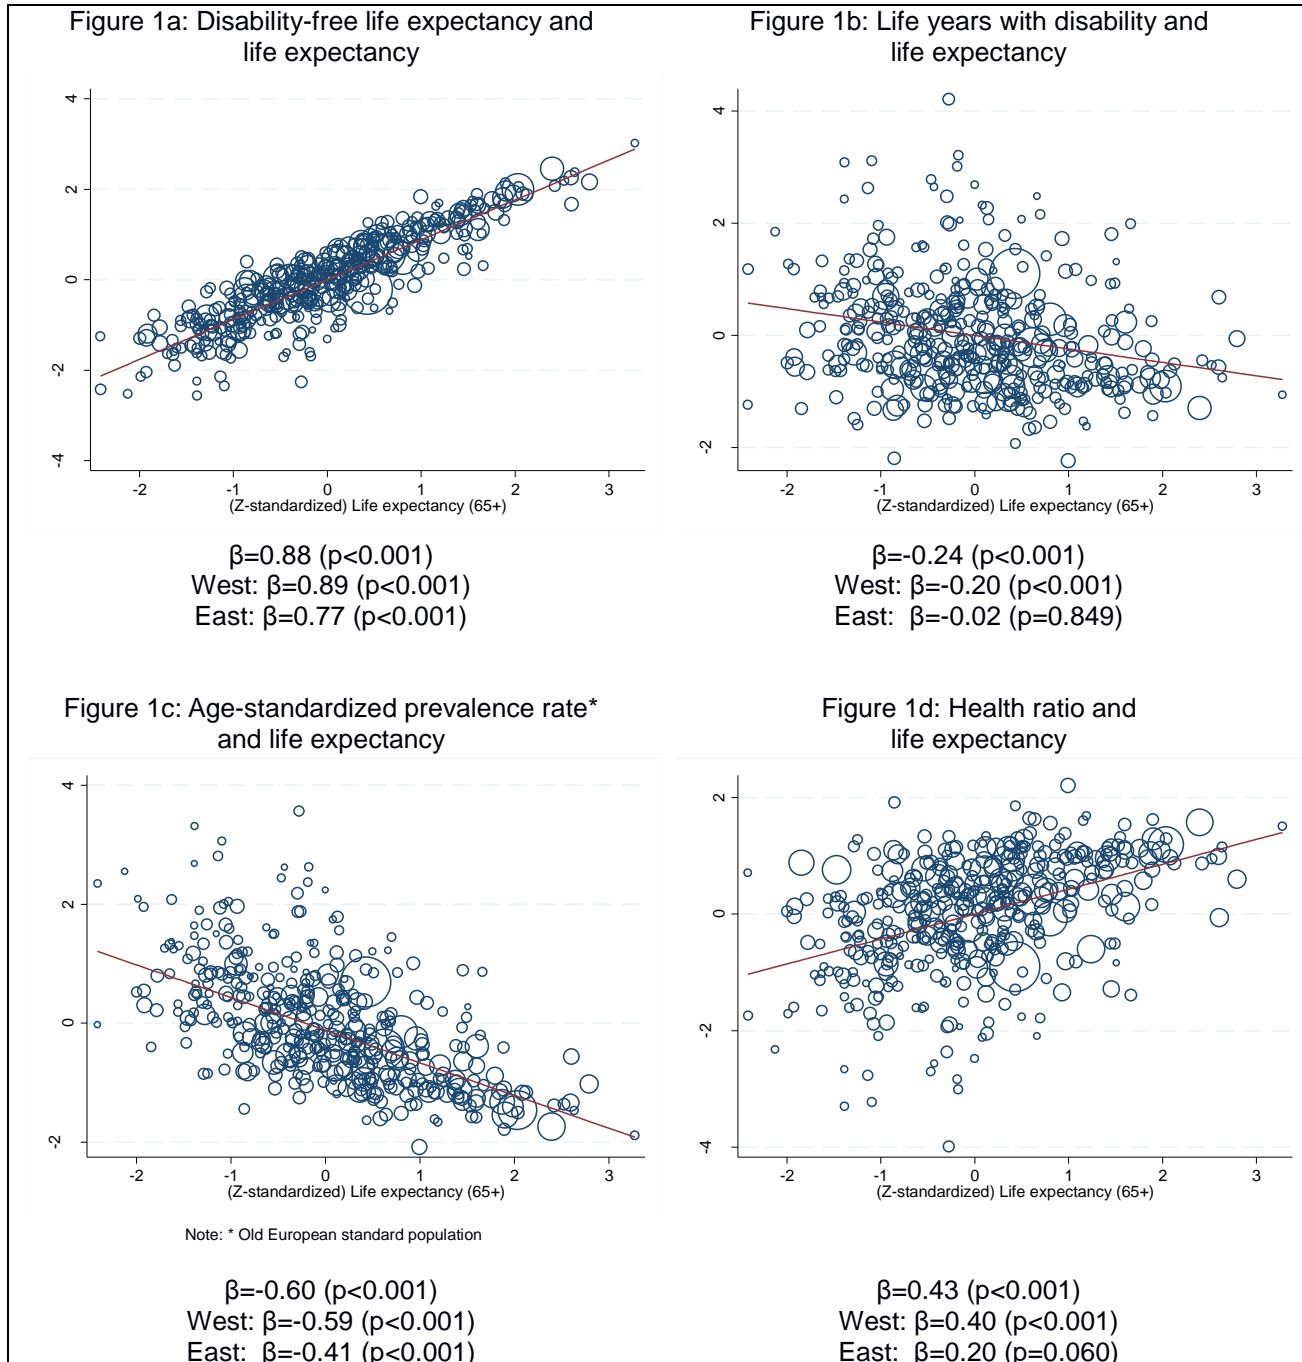 Figure 1a: Disability-free life expectancy and
life expectancy
4
2
0
-2
-4
-2
-1
0
1
2
3
(Z-standardized) Life expectancy (65+)
β=0.88 (p<0.001)
West: β=0.89 (p<0.001)
East: β=0.77 (p<0.001)
Figure 1b: Life years with disability and
life expectancy
4
2
0
-2
-2
-1
0
1
2
3
(Z-standardized) Life expectancy (65+)
β=-0.24 (p<0.001)
West: β=-0.20 (p<0.001)
East: β=-0.02 (p=0.849)
Figure 1c: Age-standardized prevalence rate*
and life expectancy
4
2
0
-2
-2
-1
0
1
2
3
(Z-standardized) Life expectancy (65+)
Note: * Old European standard population
β=-0.60 (p<0.001)
West: β=-0.59 (p<0.001)
East: β=-0.41 (p<0.001)
Figure 1d: Health ratio and
life expectancy
2
0
-2
-4
-2
-1
0
1
2
3
(Z-standardized) Life expectancy (65+)
β=0.43 (p<0.001)
West: β=0.40 (p<0.001)
East: β=0.20 (p=0.060)